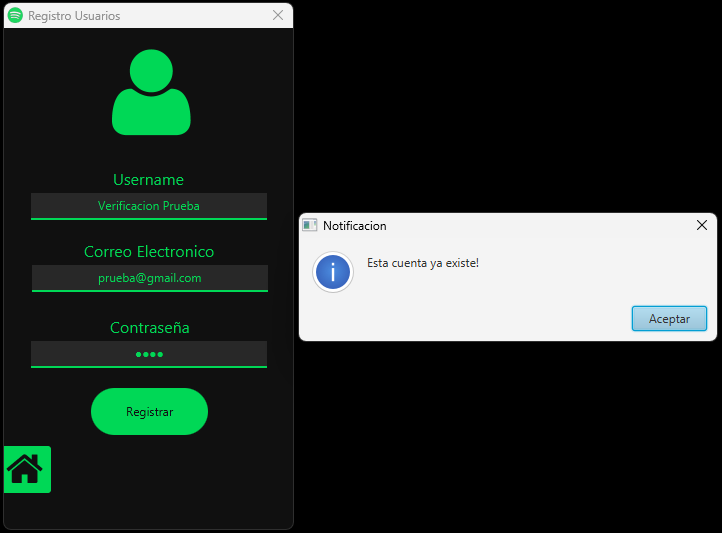 Registro Usuarios
Username
Verificacion Prueba
Correo Electronico
prueba@gmail.com
Contraseña
••••
Registrar
Notificacion
Esta cuenta ya existe!
Aceptar